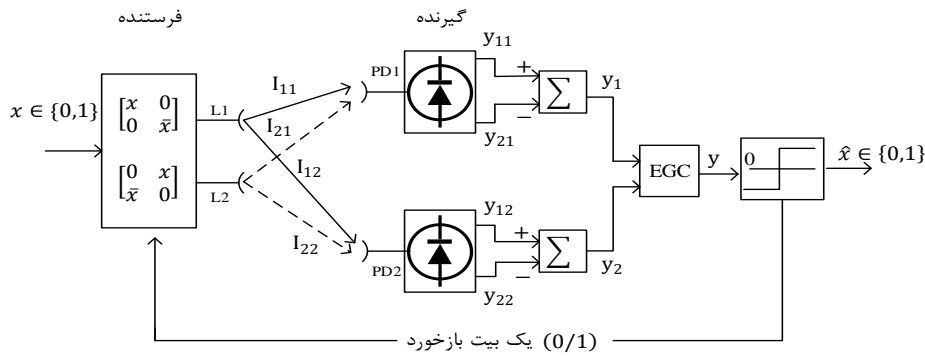 فرستنده
گیرنده
x ∈ {0,1}
[x 0
0 x̄]
[0 x
x̄ 0]
L1
L2
I₁₁
I₂₁
I₁₂
I₂₂
PD1
PD2
y₁₁
y₂₁
y₁₂
y₂₂
+
−
∑
y₁
+
−
∑
y₂
EGC
y
0
x̂ ∈ {0,1}
یک بیت بازخورد (0/1)